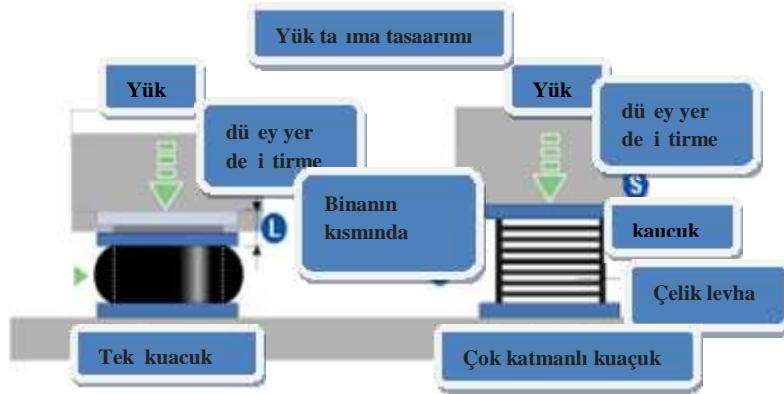 Yük ta ıma tasaarımı
Yük
Yük
dü ey yer
de i tirme
dü ey yer
de i tirme
Binanın
kısmında
L
S
kaucuk
Çelik levha
Tek kuacuk
Çok katmanlı kuaçuk